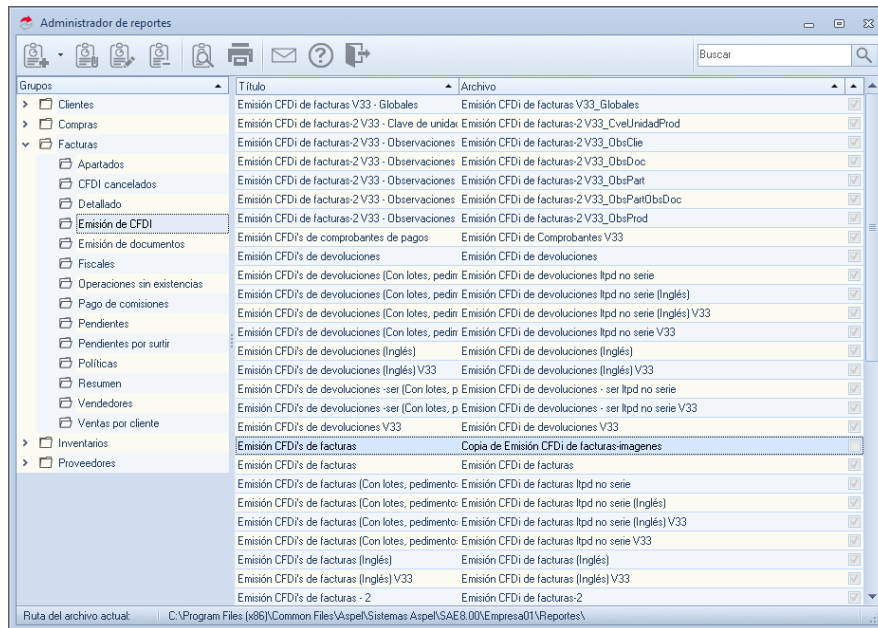 Administrador de reportes
Buscar
Grupos
Título Archivo
Clientes
Compras
Facturas
Apartados
CFDI cancelados
Detallado
Emisión de CFDI
Emisión de documentos
Fiscales
Operaciones sin existencias
Pago de comisiones
Pendientes
Pendientes por surtir
Políticas
Resumen
Vendedores
Ventas por cliente
Inventarios
Proveedores
Emisión CFDi de facturas V33 - Globales Emisión CFDi de facturas V33_Globales
Emisión CFDi de facturas-2 V33 - Clave de unidad Emisión CFDi de facturas-2 V33_CveUnidadProd
Emisión CFDi de facturas-2 V33 - Observaciones Emisión CFDi de facturas-2 V33_ObsClie
Emisión CFDi de facturas-2 V33 - Observaciones Emisión CFDi de facturas-2 V33_ObsDoc
Emisión CFDi de facturas-2 V33 - Observaciones Emisión CFDi de facturas-2 V33_ObsPart
Emisión CFDi de facturas-2 V33 - Observaciones Emisión CFDi de facturas-2 V33_ObsPartObsDoc
Emisión CFDi de facturas-2 V33 - Observaciones Emisión CFDi de facturas-2 V33_ObsProd
Emisión CFDi's de comprobantes de pagos Emisión CFDi de Comprobantes V33
Emisión CFDi's de devoluciones Emisión CFDi de devoluciones
Emisión CFDi's de devoluciones (Con lotes, pedim Emisión CFDi de devoluciones ltpd no serie
Emisión CFDi's de devoluciones (Con lotes, pedim Emisión CFDi de devoluciones ltpd no serie (Inglés)
Emisión CFDi's de devoluciones (Con lotes, pedim Emisión CFDi de devoluciones ltpd no serie (Inglés) V33
Emisión CFDi's de devoluciones (Con lotes, pedim Emisión CFDi de devoluciones ltpd no serie V33
Emisión CFDi's de devoluciones (Inglés) Emisión CFDi de devoluciones (Inglés)
Emisión CFDi's de devoluciones (Inglés) V33 Emisión CFDi de devoluciones (Inglés) V33
Emisión CFDi's de devoluciones -ser (Con lotes, p Emision CFDi de devoluciones - ser ltpd no serie
Emisión CFDi's de devoluciones -ser (Con lotes, p Emision CFDi de devoluciones - ser ltpd no serie V33
Emisión CFDi's de devoluciones V33 Emisión CFDi de devoluciones V33
Emisión CFDi's de facturas Copia de Emisión CFDi de facturas-imagenes
Emisión CFDi's de facturas Emisión CFDi de facturas
Emisión CFDi's de facturas (Con lotes, pedimento: Emisión CFDi de facturas ltpd no serie
Emisión CFDi's de facturas (Con lotes, pedimento: Emisión CFDi de facturas ltpd no serie (Inglés)
Emisión CFDi's de facturas (Con lotes, pedimento: Emisión CFDi de facturas ltpd no serie (Inglés) V33
Emisión CFDi's de facturas (Con lotes, pedimento: Emisión CFDi de facturas ltpd no serie V33
Emisión CFDi's de facturas (Inglés) Emisión CFDi de facturas (Inglés)
Emisión CFDi's de facturas (Inglés) V33 Emisión CFDi de facturas (Inglés) V33
Emisión CFDi's de facturas - 2 Emisión CFDi de facturas-2
Ruta del archivo actual: C:\Program Files (x86)\Common Files\Aspel\Sistemas Aspel\SAE8.00\Empresa01\Reportes\